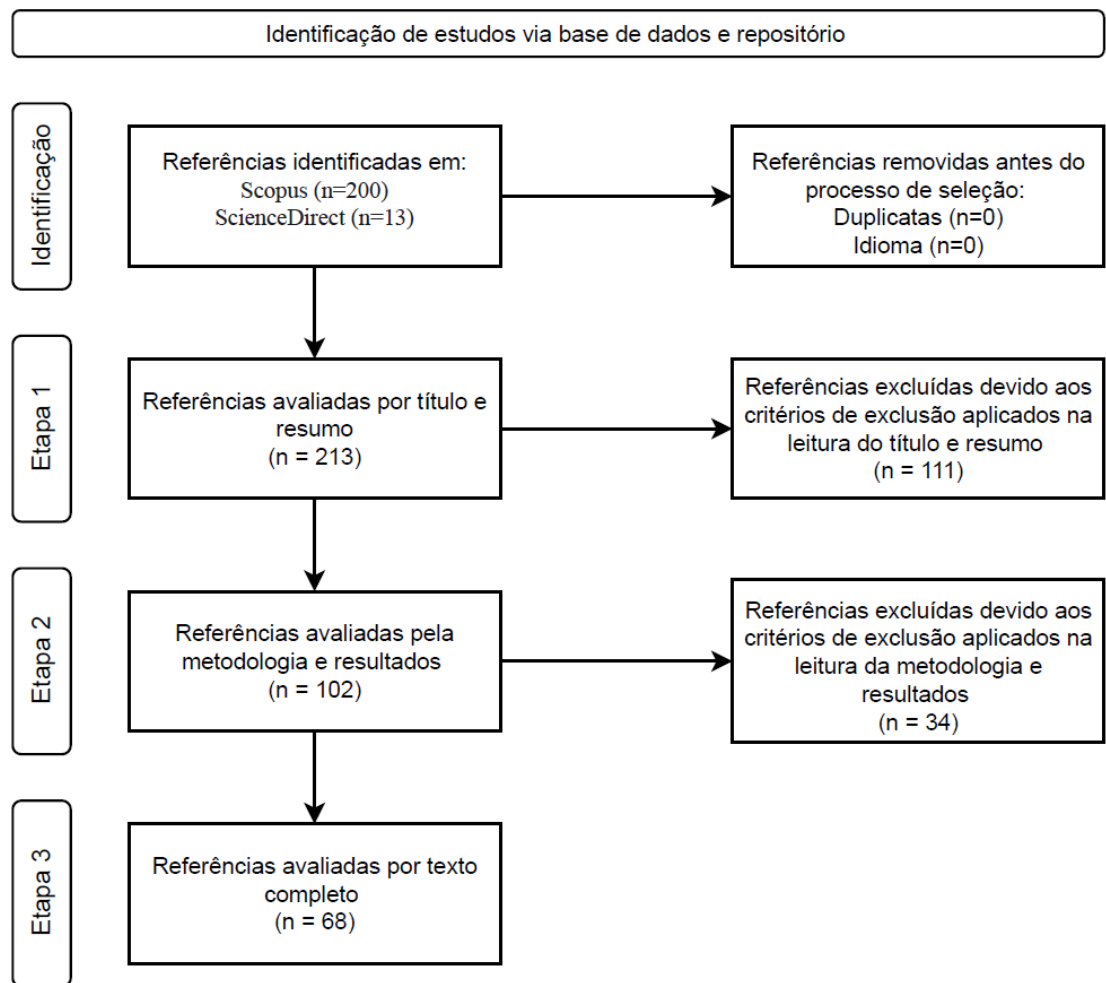 Identificação de estudos via base de dados e repositório
Identificação
Referências identificadas em:
Scopus (n=200)
ScienceDirect (n=13)
Referências removidas antes do
processo de seleção:
Duplicatas (n=0)
Idioma (n=0)
Etapa 1
Referências avaliadas por título e
resumo
(n = 213)
Referências excluídas devido aos
critérios de exclusão aplicados na
leitura do título e resumo
(n = 111)
Etapa 2
Referências avaliadas pela
metodologia e resultados
(n = 102)
Referências excluídas devido aos
critérios de exclusão aplicados na
leitura da metodologia e
resultados
(n = 34)
Etapa 3
Referências avaliadas por texto
completo
(n = 68)